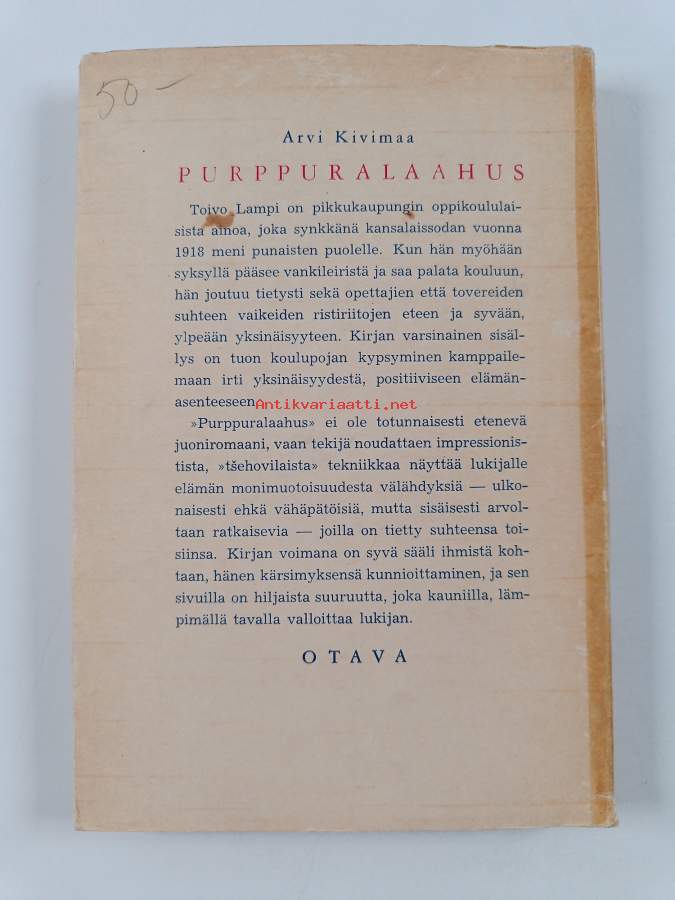 50-
Arvi Kivimaa
PURPPURALAAHUS
Toivo Lampi on pikkukaupungin oppikoululai-
sista ainoa, joka synkkänä kansalaissodan vuonna
1918 meni punaisten puolelle. Kun hän myöhään
syksyllä pääsee vankileiristä ja saa palata kouluun,
hän joutuu tietysti sekä opettajien että tovereiden
suhteen vaikeiden ristiriitojen eteen ja syvään,
ylpeään yksinäisyyteen. Kirjan varsinainen sisäl-
lys on tuon koulupojan kypsyminen kamppaile-
maan irti yksinäisyydestä, positiiviseen elämän-
asenteeseen
Antikvariaatti.net
»Purppuralaahus» ei ole totunnaisesti etenevä
juoniromaani, vaan tekijä noudattaen impressionis-
tista, »tšehovilaista» tekniikkaa näyttää lukijalle
elämän monimuotoisuudesta välähdyksiä — ulko-
naisesti ehkä vähäpätöisiä, mutta sisäisesti arvol-
taan ratkaisevia — joilla on tietty suhteensa toi-
siinsa. Kirjan voimana on syvä sääli ihmistä koh-
taan, hänen kärsimyksensä kunnioittaminen, ja sen
sivuilla on hiljaista suuruutta, joka kauniilla, läm-
pimällä tavalla valloittaa lukijan.
OTAVA